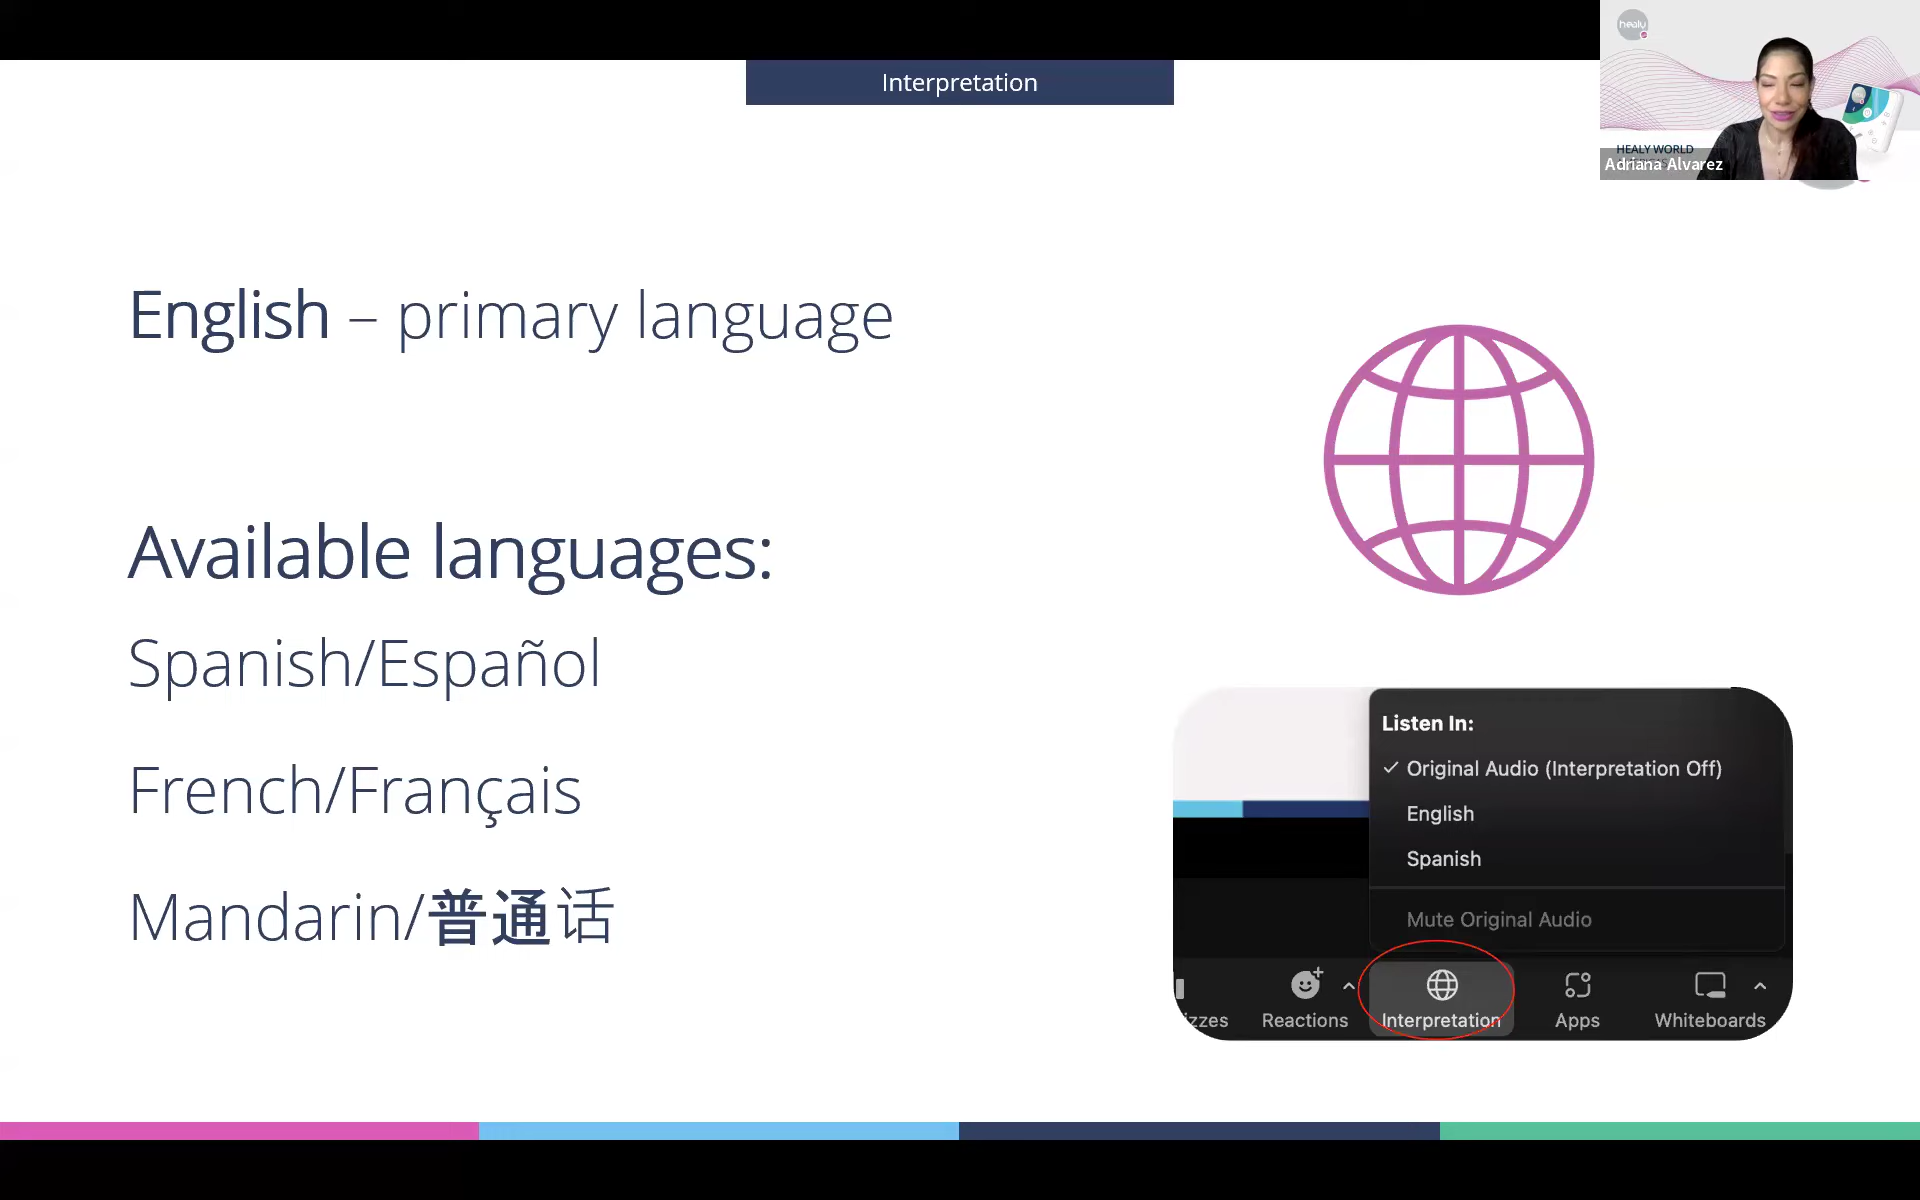 Interpretation
healy
HEALY WORLD
Adriana Alvarez
English – primary language
Available languages:
Spanish/Español
French/Français
Mandarin/普通话
Listen In:
✓ Original Audio (Interpretation Off)
English
Spanish
Mute Original Audio
izzes
Reactions
Interpretation
Apps
Whiteboards